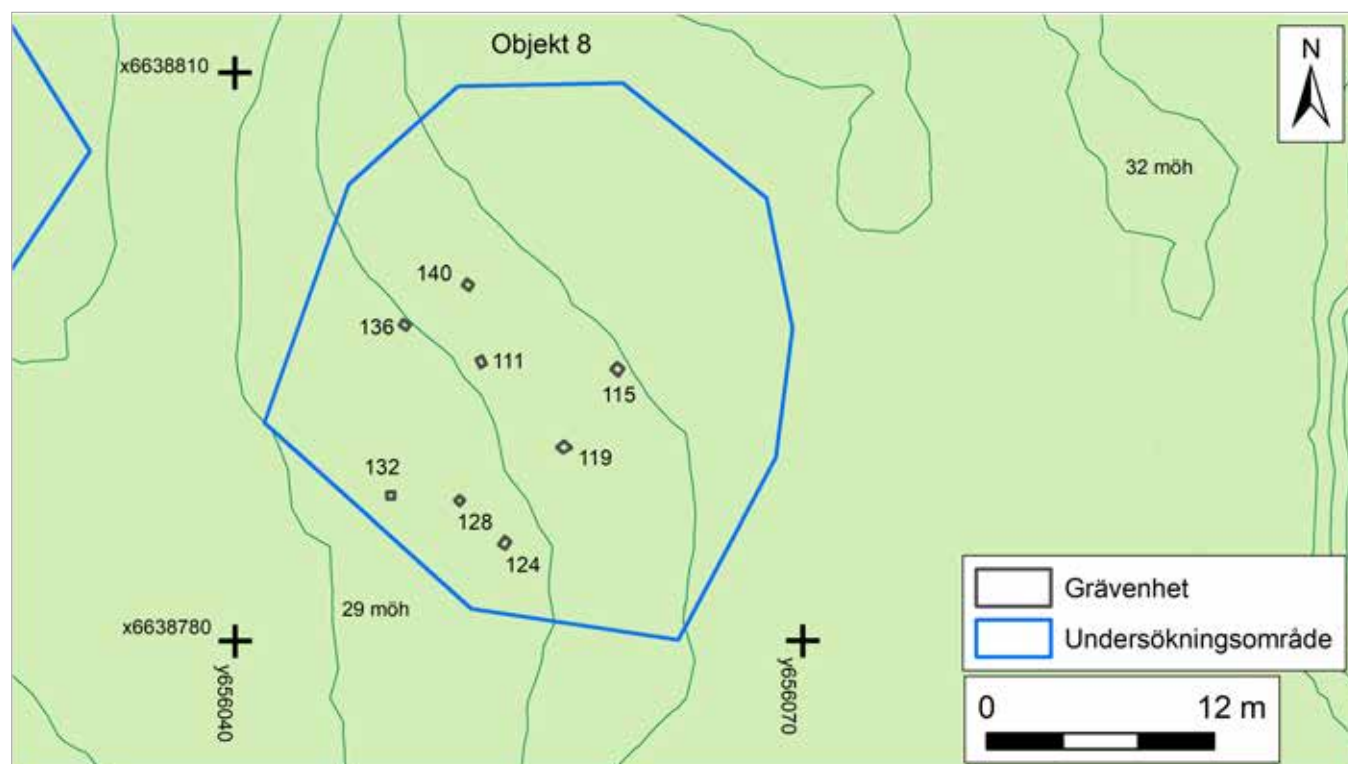 Objekt 8
x6638810
N
32 möh
140
136
111
115
119
132
128
124
29 möh
x6638780
y656040
y656070
Grävenhet
Undersökningsområde
0 12 m